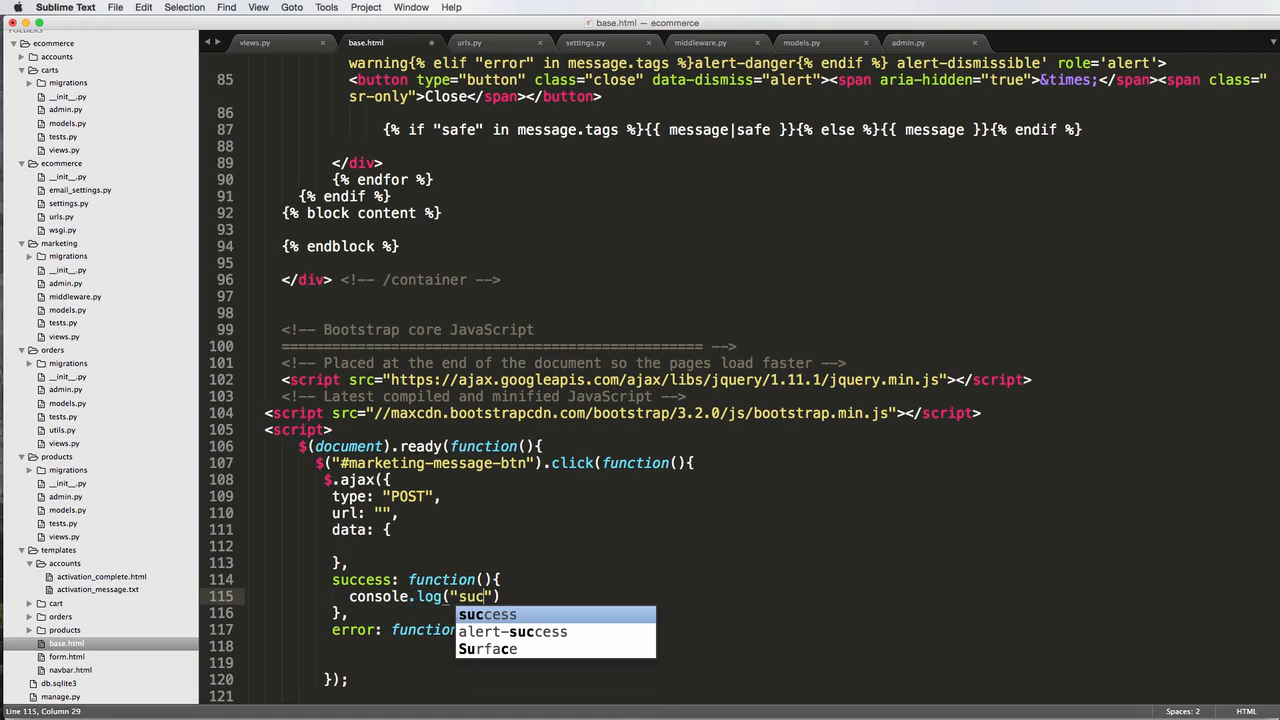 Sublime Text File Edit Selection Find View Goto Tools Project Window Help
base.html — ecommerce
FOLDERS
ecommerce
accounts
carts
migrations
__init__.py
admin.py
models.py
tests.py
views.py
ecommerce
__init__.py
email_settings.py
settings.py
urls.py
wsgi.py
marketing
migrations
__init__.py
admin.py
middleware.py
models.py
tests.py
views.py
orders
migrations
__init__.py
admin.py
models.py
tests.py
utils.py
views.py
products
migrations
__init__.py
admin.py
models.py
tests.py
views.py
templates
accounts
activation_complete.html
activation_message.txt
cart
orders
products
base.html
form.html
navbar.html
db.sqlite3
manage.py
views.py base.html urls.py settings.py middleware.py models.py admin.py
warning{% elif "error" in message.tags %}alert-danger{% endif %} alert-dismissible' role='alert'>
85 <button type="button" class="close" data-dismiss="alert"><span aria-hidden="true">&times;</span><span class="
sr-only">Close</span></button>
86
87 {% if "safe" in message.tags %}{{ message|safe }}{% else %}{{ message }}{% endif %}
88
89 </div>
90 {% endfor %}
91 {% endif %}
92 {% block content %}
93
94 {% endblock %}
95
96 </div> <!-- /container -->
97
98
99 <!-- Bootstrap core JavaScript
100 ================================================== -->
101 <!-- Placed at the end of the document so the pages load faster -->
102 <script src="https://ajax.googleapis.com/ajax/libs/jquery/1.11.1/jquery.min.js"></script>
103 <!-- Latest compiled and minified JavaScript -->
104 <script src="//maxcdn.bootstrapcdn.com/bootstrap/3.2.0/js/bootstrap.min.js"></script>
105 <script>
106 $(document).ready(function(){
107 $("#marketing-message-btn").click(function(){
108 $.ajax({
109 type: "POST",
110 url: "",
111 data: {
112
113 },
114 success: function(){
115 console.log("suc")
116 },
117 error: function
118
119
120 });
121
success
alert-success
Surface
Line 115, Column 29
Spaces: 2
HTML